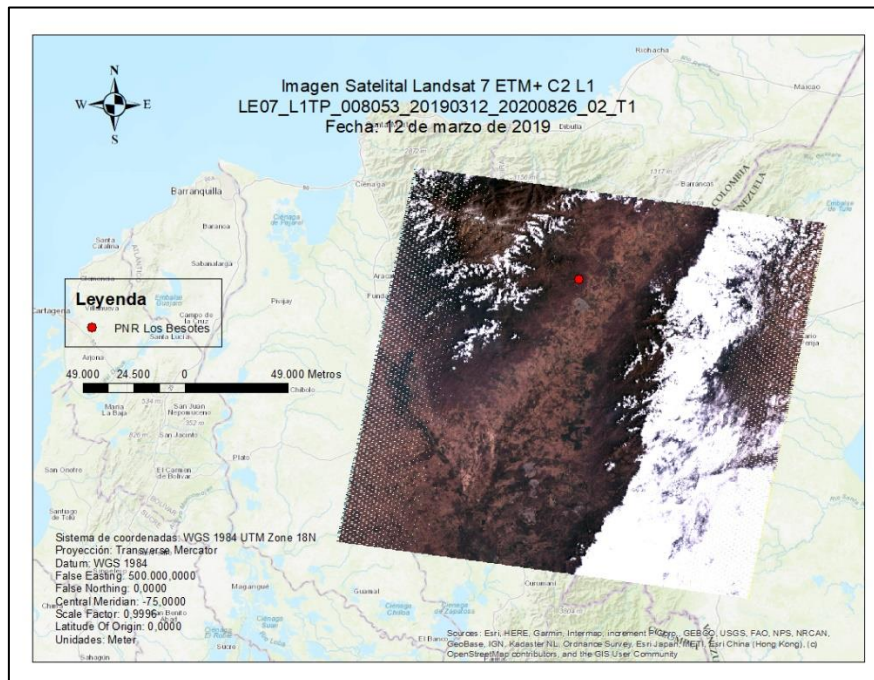 Imagen Satelital Landsat 7 ETM+ C2 L1
LE07_L1TP_008053_20190312_20200826_02_T1
Fecha: 12 de marzo de 2019
N
W E
S
Riohacha
Maicao
Dibulla
Barranquilla
Ciénaga
Barrancas
COLOMBIA
Santa
Catalina
Baranoa
Sabanalarga
Pivijay
Leyenda
PNR Los Besotes
Cartagena
Campo de
la Cruz
Santa Lucía
Arjona
49.000 24.500 0 49.000 Metros
Chibolo
María
La Baja
San Juan
Nepomuceno
San Jacinto
El Carmen
de Bolívar
Plato
San Onofre
Santiago
de Tolú
Sistema de coordenadas: WGS 1984 UTM Zone 18N
Proyección: Transverse Mercator
Datum: WGS 1984
False Easting: 500.000,0000
False Northing: 0,0000
Central Meridian: -75,0000
Scale Factor: 0,9996
Latitude Of Origin: 0,0000
Unidades: Meter
Magangué
Guamal
Curumaní
El Banco
Sahagún
Sources: Esri, HERE, Garmin, Intermap, increment P Corp., GEBCO, USGS, FAO, NPS, NRCAN,
GeoBase, IGN, Kadaster NL, Ordnance Survey, Esri Japan, METI, Esri China (Hong Kong), (c)
OpenStreetMap contributors, and the GIS User Community